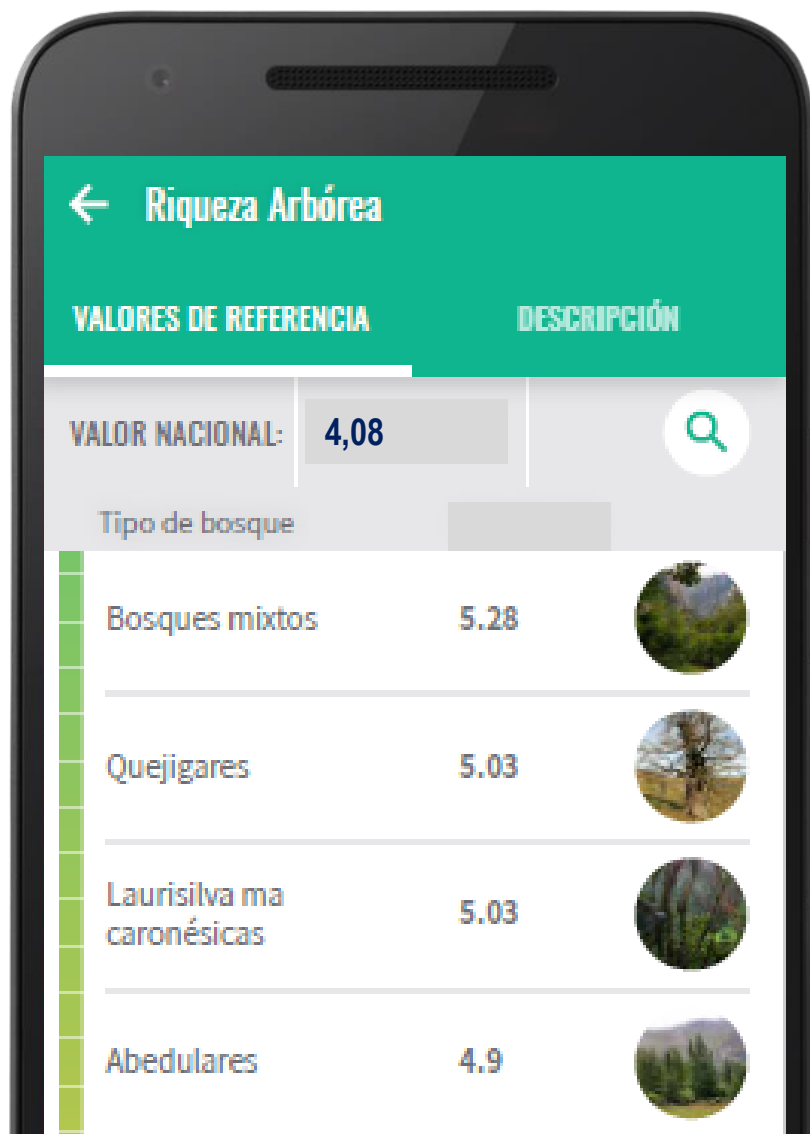 Riqueza Arbórea
VALORES DE REFERENCIA DESCRIPCIÓN
VALOR NACIONAL: 4,08
Tipo de bosque
Bosques mixtos 5.28
Quejigares 5.03
Laurisilva ma
caronésicas 5.03
Abedulares 4.9